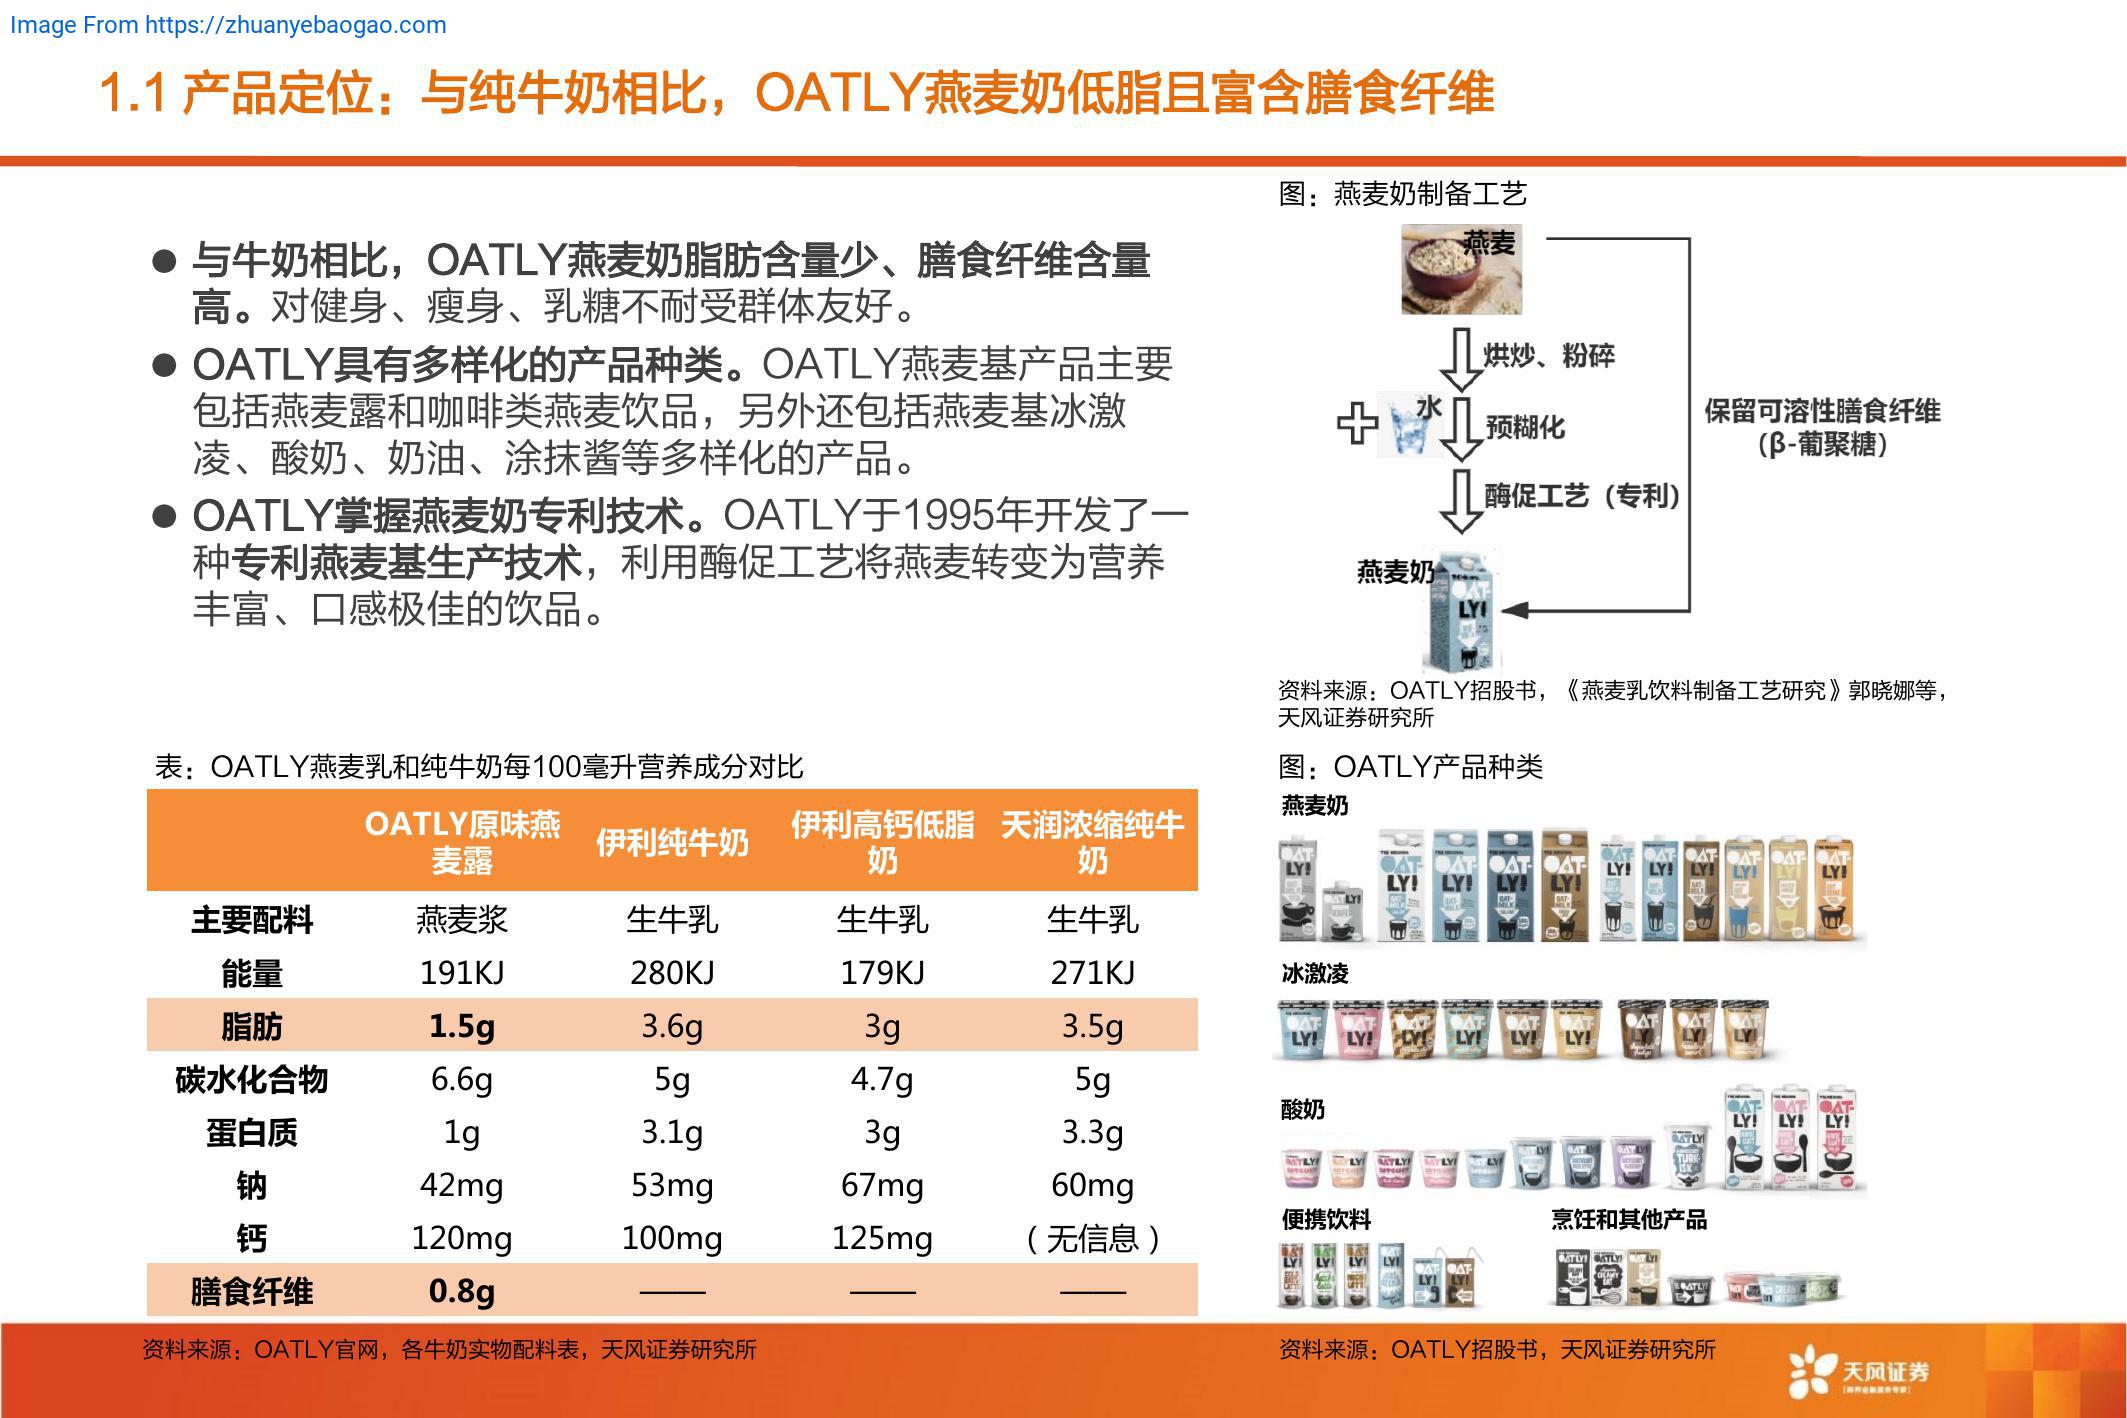 Image From https://zhuanyebaogao.com
1.1 产品定位：与纯牛奶相比，OATLY燕麦奶低脂且富含膳食纤维
● 与牛奶相比，OATLY燕麦奶脂肪含量少、膳食纤维含量
高。对健身、瘦身、乳糖不耐受群体友好。
● OATLY具有多样化的产品种类。OATLY燕麦基产品主要
包括燕麦露和咖啡类燕麦饮品，另外还包括燕麦基冰激
凌、酸奶、奶油、涂抹酱等多样化的产品。
● OATLY掌握燕麦奶专利技术。OATLY于1995年开发了一
种专利燕麦基生产技术，利用酶促工艺将燕麦转变为营养
丰富、口感极佳的饮品。
图：燕麦奶制备工艺
燕麦
烘炒、粉碎
水
预糊化
酶促工艺（专利）
燕麦奶
OAT-
LY!
保留可溶性膳食纤维
（β-葡聚糖）
资料来源：OATLY招股书，《燕麦乳饮料制备工艺研究》郭晓娜等，
天风证券研究所
表：OATLY燕麦乳和纯牛奶每100毫升营养成分对比
OATLY原味燕麦露 伊利纯牛奶 伊利高钙低脂奶 天润浓缩纯牛奶
主要配料 燕麦浆 生牛乳 生牛乳 生牛乳
能量 191KJ 280KJ 179KJ 271KJ
脂肪 1.5g 3.6g 3g 3.5g
碳水化合物 6.6g 5g 4.7g 5g
蛋白质 1g 3.1g 3g 3.3g
钠 42mg 53mg 67mg 60mg
钙 120mg 100mg 125mg （无信息）
膳食纤维 0.8g —— —— ——
资料来源：OATLY官网，各牛奶实物配料表，天风证券研究所
图：OATLY产品种类
燕麦奶
冰激凌
酸奶
便携饮料
烹饪和其他产品
资料来源：OATLY招股书，天风证券研究所
天风证券